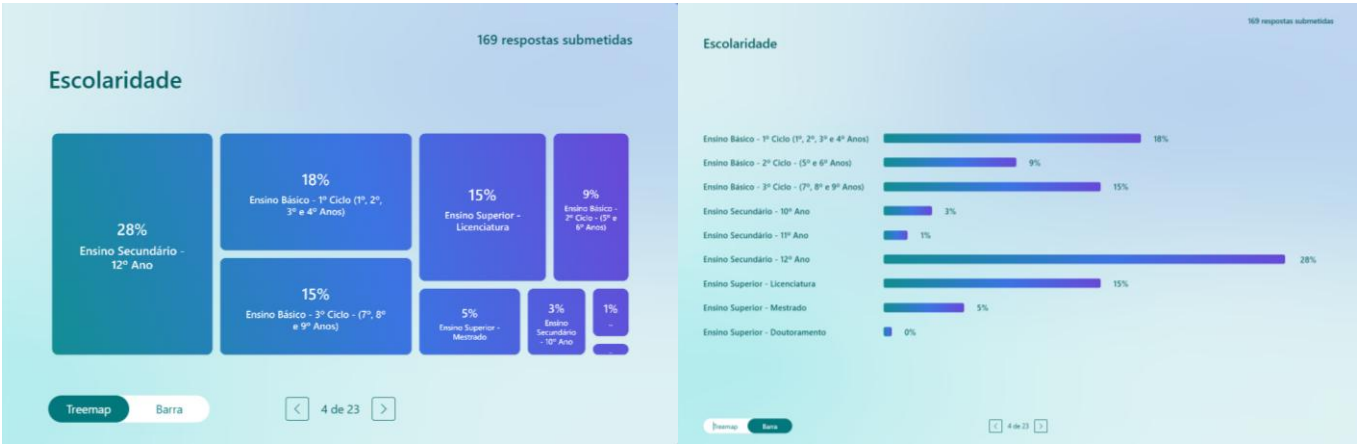 169 respostas submetidas
Escolaridade
28%
Ensino Secundário -
12º Ano
18%
Ensino Básico - 1º Ciclo (1º, 2º,
3º e 4º Anos)
15%
Ensino Básico - 3º Ciclo - (7º, 8º
e 9º Anos)
15%
Ensino Superior -
Licenciatura
9%
Ensino Básico -
2º Ciclo - (5º e
6º Anos)
5%
Ensino Superior -
Mestrado
3%
Ensino
Secundário
- 10º Ano
1%
..
..
Treemap Barra
< 4 de 23 >
169 respostas submetidas
Escolaridade
Ensino Básico - 1º Ciclo (1º, 2º, 3º e 4º Anos) 18%
Ensino Básico - 2º Ciclo - (5º e 6º Anos) 9%
Ensino Básico - 3º Ciclo - (7º, 8º e 9º Anos) 15%
Ensino Secundário - 10º Ano 3%
Ensino Secundário - 11º Ano 1%
Ensino Secundário - 12º Ano 28%
Ensino Superior - Licenciatura 15%
Ensino Superior - Mestrado 5%
Ensino Superior - Doutoramento 0%
Treemap Barra
< 4 de 23 >